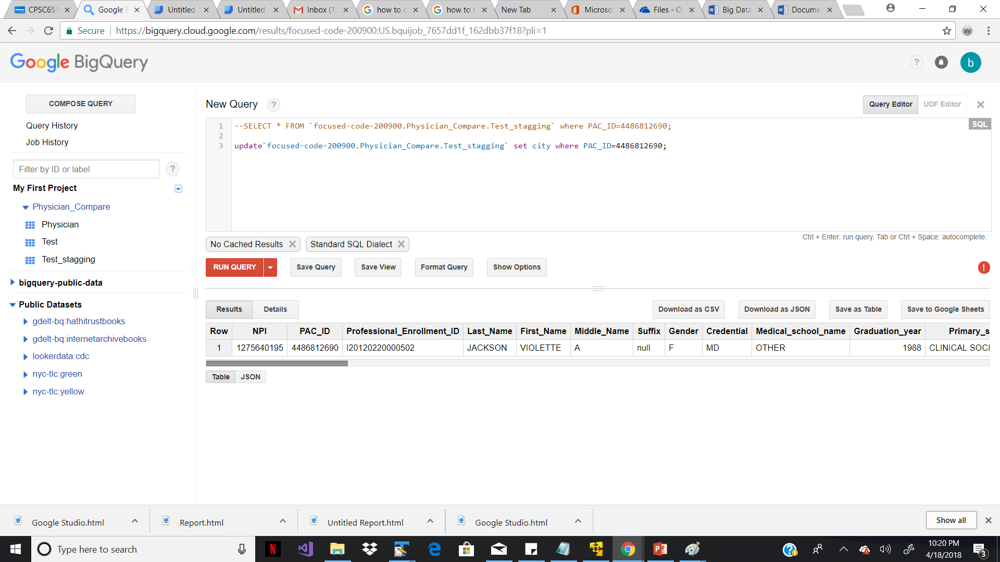 CPSC651
Google B
Untitled
Untitled
Inbox (1,
how to c
how to r
New Tab
Microsof
Files - O
Big Data
Docume
Secure
https://bigquery.cloud.google.com/results/focused-code-200900:US.bquijob_7657dd1f_162dbb37f18?pli=1
W
Google BigQuery
?
b
COMPOSE QUERY
Query History
Job History
Filter by ID or label
?
My First Project
Physician_Compare
Physician
Test
Test_stagging
bigquery-public-data
Public Datasets
gdelt-bq:hathitrustbooks
gdelt-bq:internetarchivebooks
lookerdata:cdc
nyc-tlc:green
nyc-tlc:yellow
New Query ?
Query Editor UDF Editor
SQL
1 --SELECT * FROM `focused-code-200900.Physician_Compare.Test_stagging` where PAC_ID=4486812690;
2
3 update`focused-code-200900.Physician_Compare.Test_stagging` set city where PAC_ID=4486812690;
Ctrl + Enter: run query, Tab or Ctrl + Space: autocomplete.
No Cached Results Standard SQL Dialect
RUN QUERY Save Query Save View Format Query Show Options !
Results Details Download as CSV Download as JSON Save as Table Save to Google Sheets
Row NPI PAC_ID Professional_Enrollment_ID Last_Name First_Name Middle_Name Suffix Gender Credential Medical_school_name Graduation_year Primary_s
1 1275640195 4486812690 I20120220000502 JACKSON VIOLETTE A null F MD OTHER 1988 CLINICAL SOCI
Table JSON
Google Studio.html Report.html Untitled Report.html Google Studio.html Show all
Type here to search
10:20 PM
4/18/2018
3